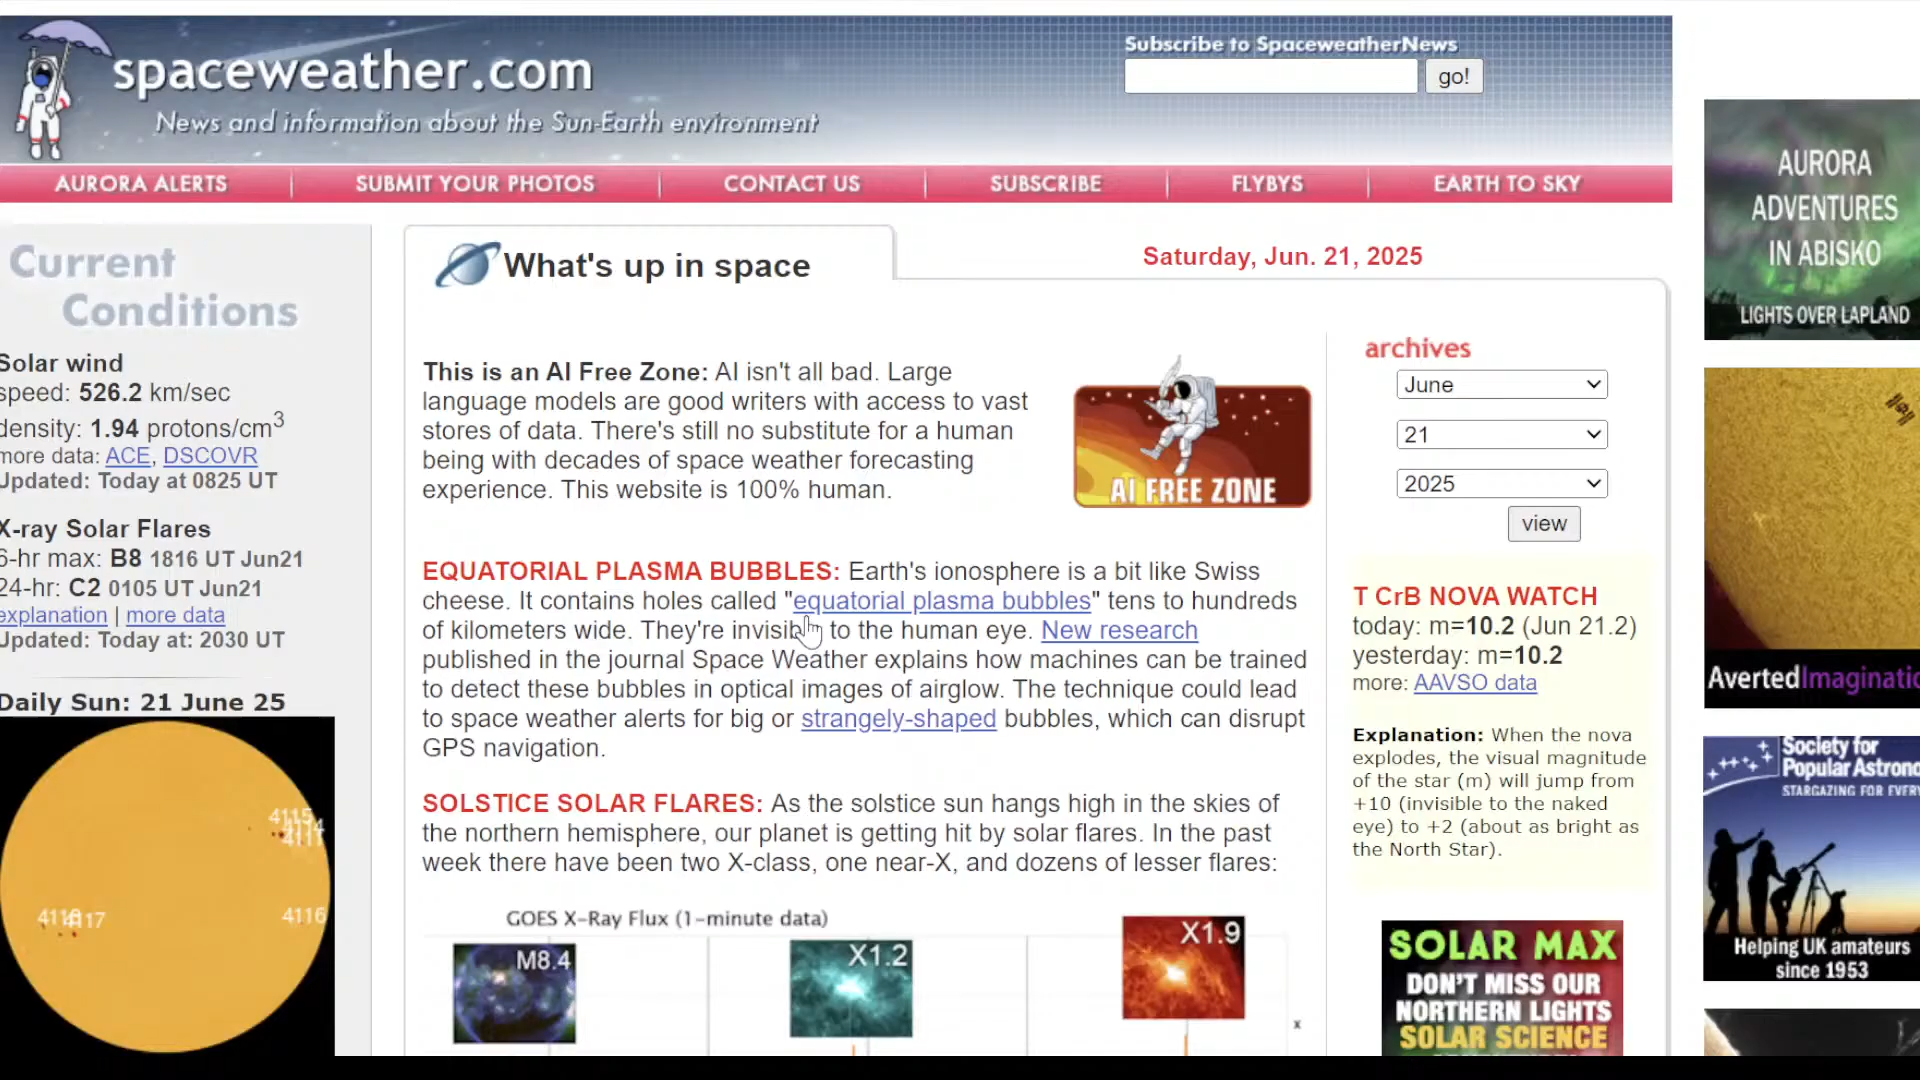 spaceweather.com
News and information about the Sun-Earth environment
Subscribe to SpaceweatherNews
go!
AURORA ALERTS
SUBMIT YOUR PHOTOS
CONTACT US
SUBSCRIBE
FLYBYS
EARTH TO SKY
Current
Conditions
Solar wind
speed: 526.2 km/sec
density: 1.94 protons/cm3
more data: ACE, DSCOVR
Updated: Today at 0825 UT
X-ray Solar Flares
6-hr max: B8 1816 UT Jun21
24-hr: C2 0105 UT Jun21
explanation | more data
Updated: Today at: 2030 UT
Daily Sun: 21 June 25
4115
4116
4117
What's up in space
Saturday, Jun. 21, 2025
This is an AI Free Zone: AI isn't all bad. Large
language models are good writers with access to vast
stores of data. There's still no substitute for a human
being with decades of space weather forecasting
experience. This website is 100% human.
AI FREE ZONE
EQUATORIAL PLASMA BUBBLES: Earth's ionosphere is a bit like Swiss
cheese. It contains holes called "equatorial plasma bubbles" tens to hundreds
of kilometers wide. They're invisible to the human eye. New research
published in the journal Space Weather explains how machines can be trained
to detect these bubbles in optical images of airglow. The technique could lead
to space weather alerts for big or strangely-shaped bubbles, which can disrupt
GPS navigation.
SOLSTICE SOLAR FLARES: As the solstice sun hangs high in the skies of
the northern hemisphere, our planet is getting hit by solar flares. In the past
week there have been two X-class, one near-X, and dozens of lesser flares:
GOES X-Ray Flux (1-minute data)
M8.4
X1.2
X1.9
X
archives
June
21
2025
view
T CrB NOVA WATCH
today: m=10.2 (Jun 21.2)
yesterday: m=10.2
more: AAVSO data
Explanation: When the nova
explodes, the visual magnitude
of the star (m) will jump from
+10 (invisible to the naked
eye) to +2 (about as bright as
the North Star).
SOLAR MAX
DON'T MISS OUR
NORTHERN LIGHTS
SOLAR SCIENCE
AURORA
ADVENTURES
IN ABISKO
LIGHTS OVER LAPLAND
AvertedImaginatio
Society for
Popular Astrono
STARGAZING FOR EVERY
Helping UK amateurs
since 1953